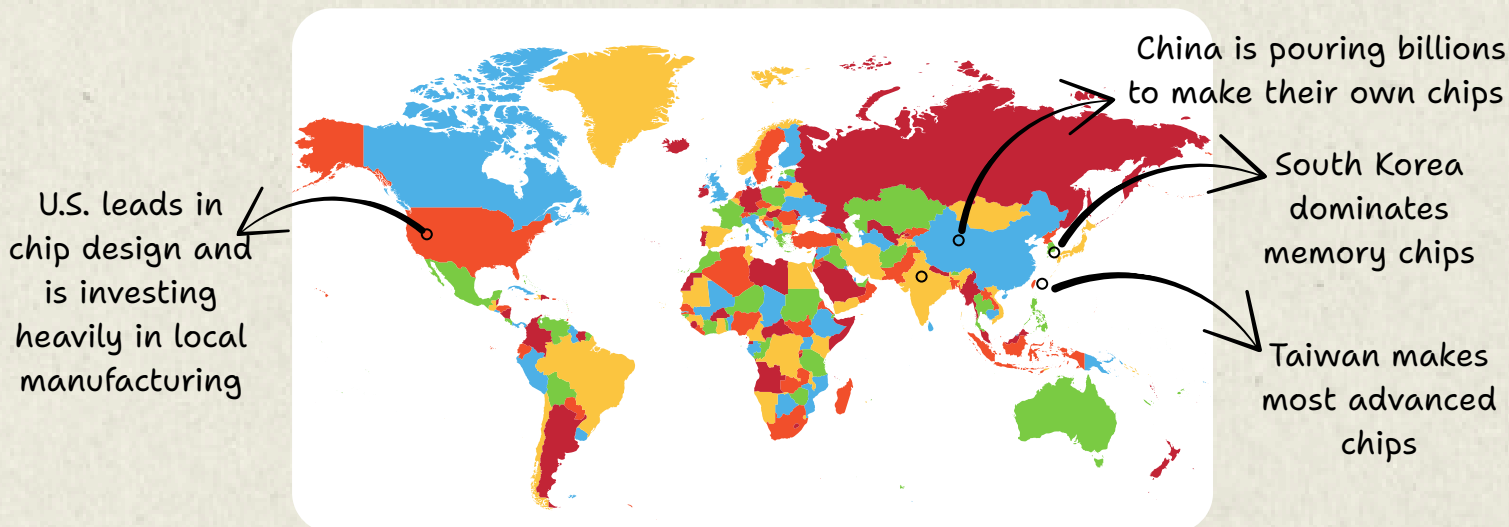 U.S. leads in
chip design and
is investing
heavily in local
manufacturing
China is pouring billions
to make their own chips
South Korea
dominates
memory chips
Taiwan makes
most advanced
chips